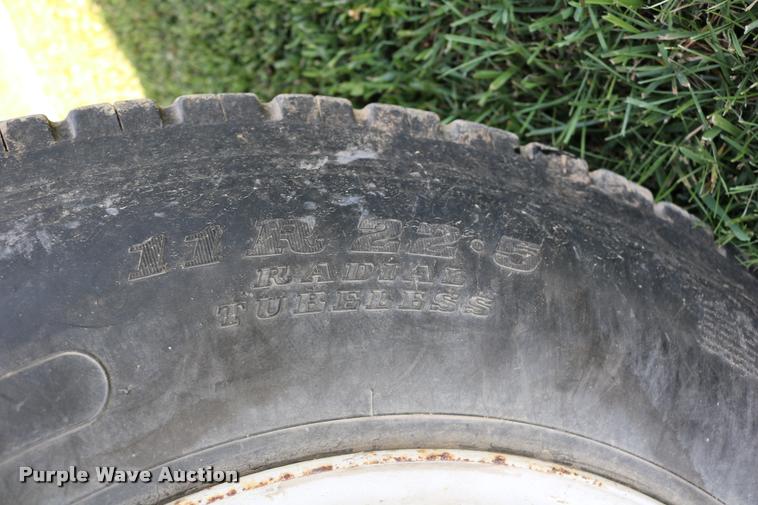 11 R 22.5
RADIAL
TUBELESS
Purple Wave Auction